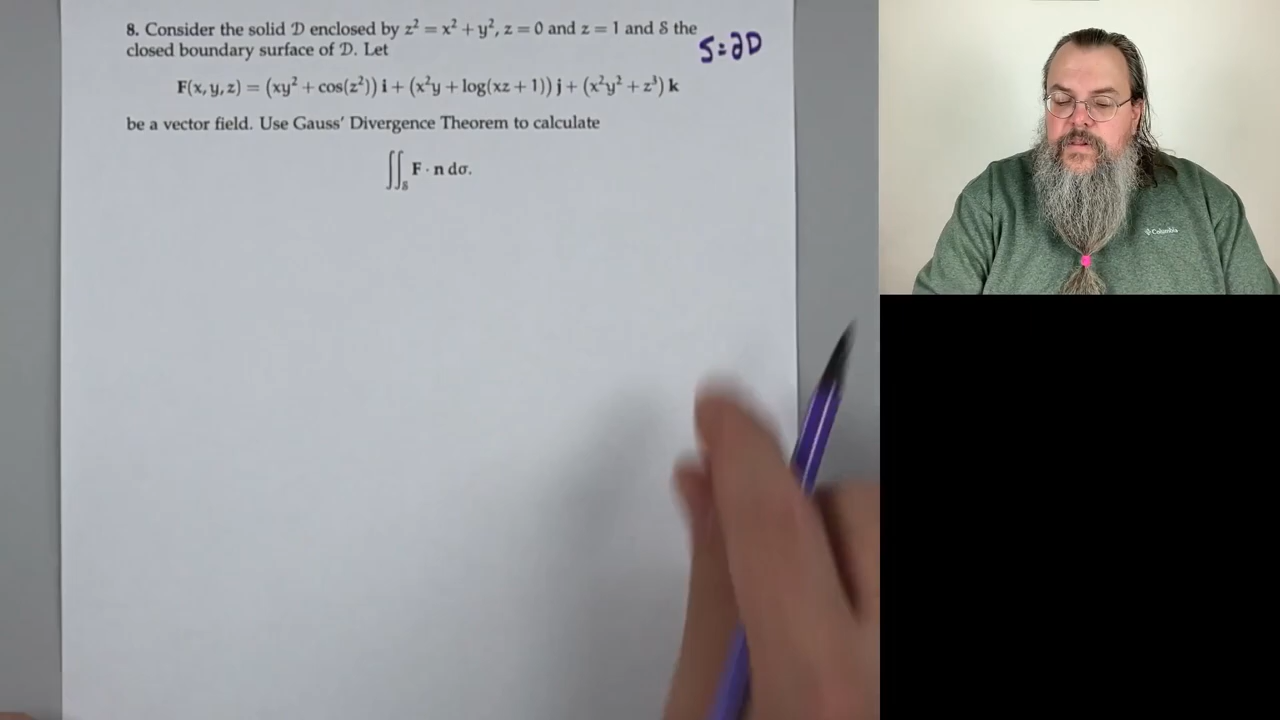 8. Consider the solid 𝒟 enclosed by z² = x² + y², z = 0 and z = 1 and 𝒮 the
closed boundary surface of 𝒟. Let
S=∂D
F(x, y, z) = (xy² + cos(z²)) i + (x²y + log(xz + 1)) j + (x²y² + z³) k
be a vector field. Use Gauss' Divergence Theorem to calculate
∬_𝒮 F · n dσ.
Columbia